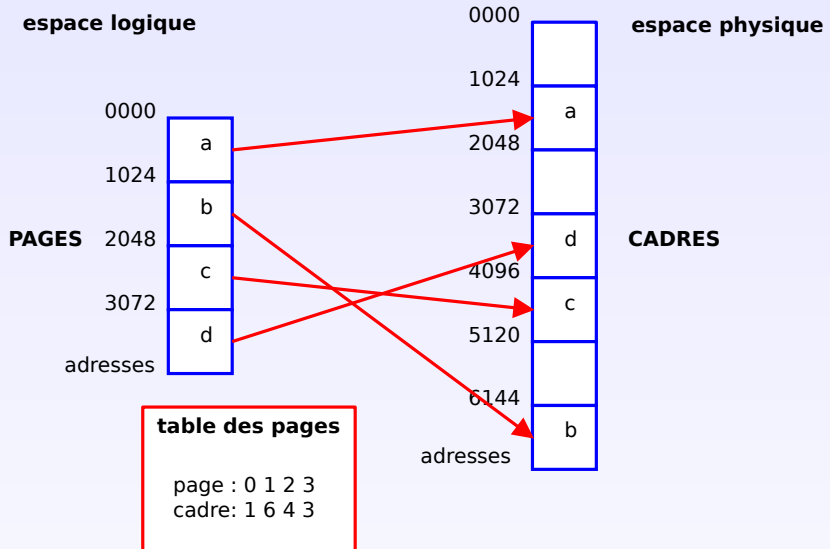 espace logique
0000
a
1024
b
PAGES 2048
c
3072
d
adresses
table des pages
page : 0 1 2 3
cadre: 1 6 4 3
espace physique
0000
1024
a
2048
3072
d
CADRES
4096
c
5120
6144
b
adresses